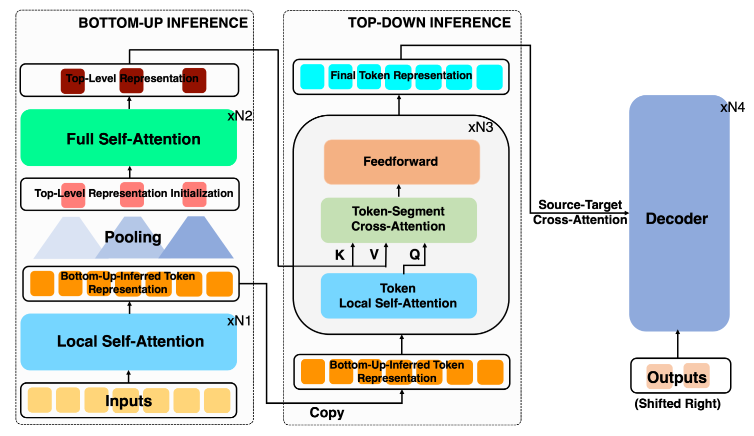 BOTTOM-UP INFERENCE
Top-Level Representation
xN2
Full Self-Attention
Top-Level Representation Initialization
Pooling
Bottom-Up-Inferred Token
Representation
xN1
Local Self-Attention
Inputs
TOP-DOWN INFERENCE
Final Token Representation
xN3
Feedforward
Token-Segment
Cross-Attention
K
V
Q
Token
Local Self-Attention
Bottom-Up-Inferred Token
Representation
Copy
Source-Target
Cross-Attention
xN4
Decoder
Outputs
(Shifted Right)